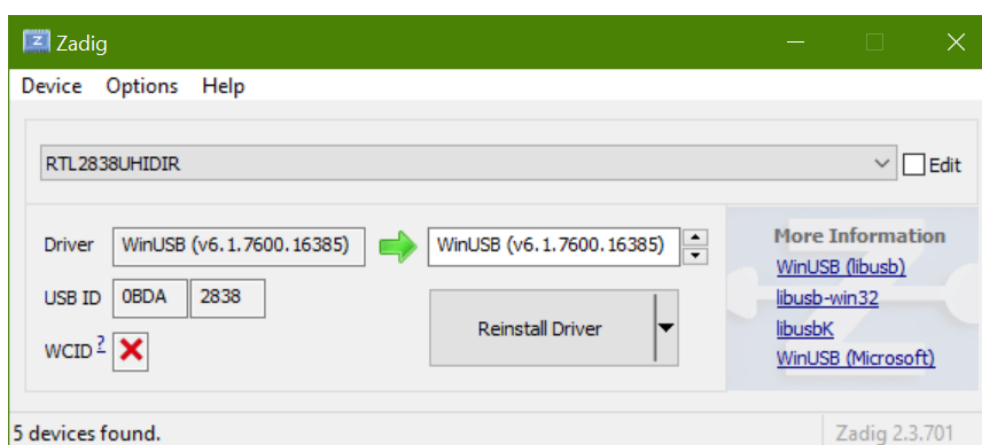 Zadig
Device Options Help
RTL2838UHIDIR
Edit
Driver WinUSB (v6.1.7600.16385) WinUSB (v6.1.7600.16385)
USB ID 0BDA 2838
WCID ?
Reinstall Driver
More Information
WinUSB (libusb)
libusb-win32
libusbK
WinUSB (Microsoft)
5 devices found.
Zadig 2.3.701